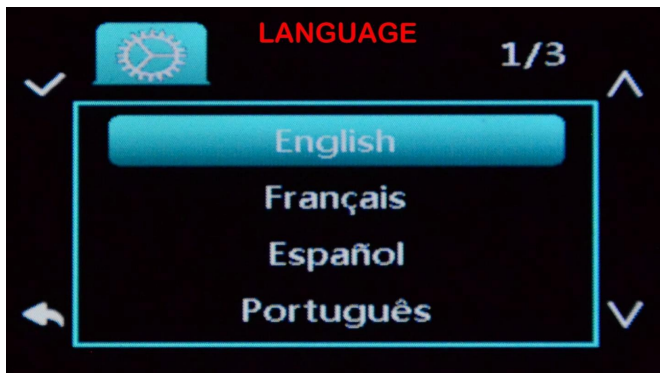 LANGUAGE
1/3
English
Français
Español
Português